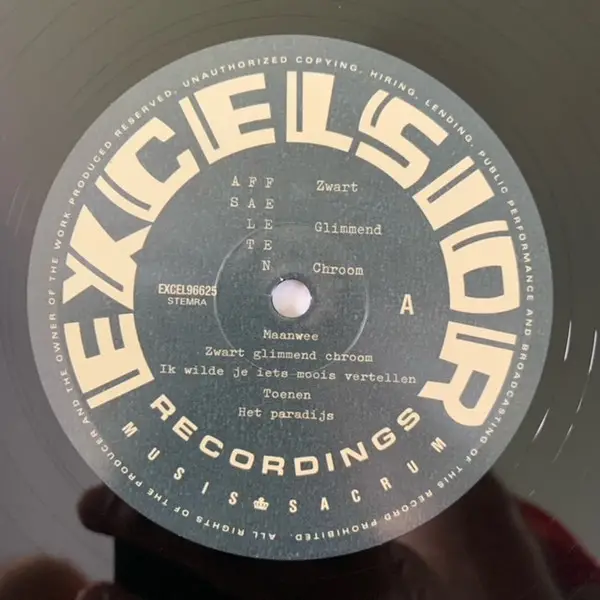 ALL RIGHTS OF THE PRODUCER AND THE OWNER OF THE WORK. PRODUCED RESERVED, UNAUTHORIZED COPYING, HIRING, LENDING, PUBLIC PERFORMANCE AND BROADCASTING OF THIS RECORD PROHIBITED.
EXCELSIOR
A F F
S A E
L E
T E
N
Zwart
Glimmend
Chroom
EXCEL96625
STEMRA
A
Maanwee
Zwart glimmend chroom
Ik wilde je iets moois vertellen
Toenen
Het paradijs
RECORDINGS
MUSIS SACRUM